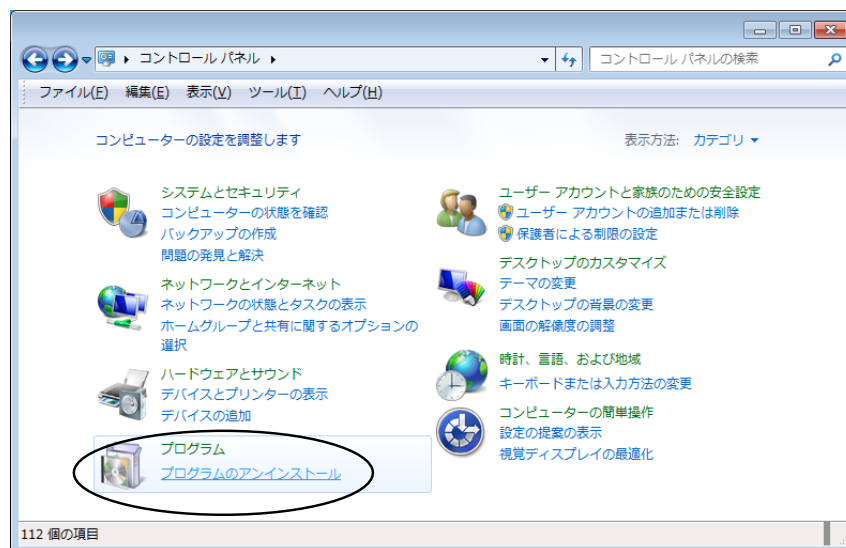 コントロール パネル
コントロール パネルの検索
ファイル(F) 編集(E) 表示(V) ツール(T) ヘルプ(H)
コンピューターの設定を調整します
表示方法: カテゴリ
システムとセキュリティ
コンピューターの状態を確認
バックアップの作成
問題の発見と解決
ネットワークとインターネット
ネットワークの状態とタスクの表示
ホームグループと共有に関するオプションの
選択
ハードウェアとサウンド
デバイスとプリンターの表示
デバイスの追加
プログラム
プログラムのアンインストール
ユーザー アカウントと家族のための安全設定
ユーザー アカウントの追加または削除
保護者による制限の設定
デスクトップのカスタマイズ
テーマの変更
デスクトップの背景の変更
画面の解像度の調整
時計、言語、および地域
キーボードまたは入力方法の変更
コンピューターの簡単操作
設定の提案の表示
視覚ディスプレイの最適化
112 個の項目